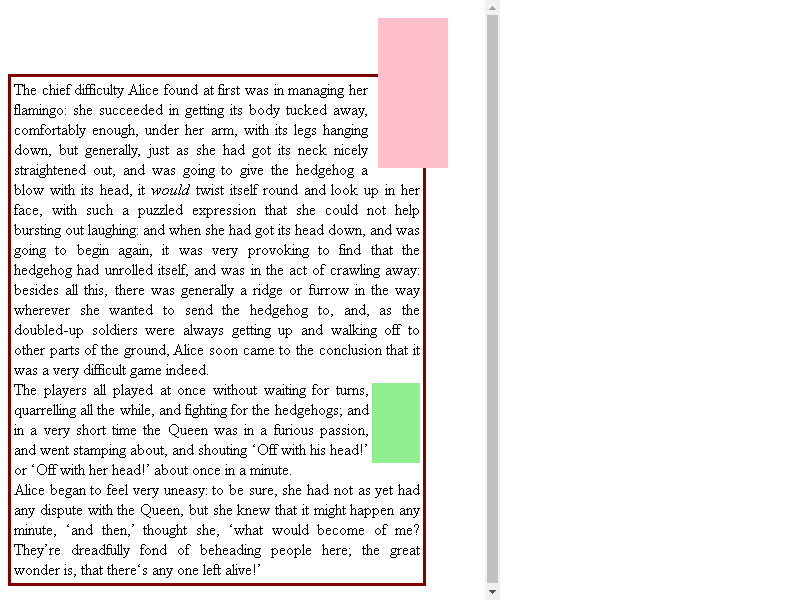 The chief difficulty Alice found at first was in managing her
flamingo: she succeeded in getting its body tucked away,
comfortably enough, under her arm, with its legs hanging
down, but generally, just as she had got its neck nicely
straightened out, and was going to give the hedgehog a
blow with its head, it would twist itself round and look up in her
face, with such a puzzled expression that she could not help
bursting out laughing: and when she had got its head down, and was
going to begin again, it was very provoking to find that the
hedgehog had unrolled itself, and was in the act of crawling away:
besides all this, there was generally a ridge or furrow in the way
wherever she wanted to send the hedgehog to, and, as the
doubled-up soldiers were always getting up and walking off to
other parts of the ground, Alice soon came to the conclusion that it
was a very difficult game indeed.
The players all played at once without waiting for turns,
quarrelling all the while, and fighting for the hedgehogs; and
in a very short time the Queen was in a furious passion,
and went stamping about, and shouting ‘Off with his head!’
or ‘Off with her head!’ about once in a minute.
Alice began to feel very uneasy: to be sure, she had not as yet had
any dispute with the Queen, but she knew that it might happen any
minute, ‘and then,’ thought she, ‘what would become of me?
They’re dreadfully fond of beheading people here; the great
wonder is, that there‘s any one left alive!’